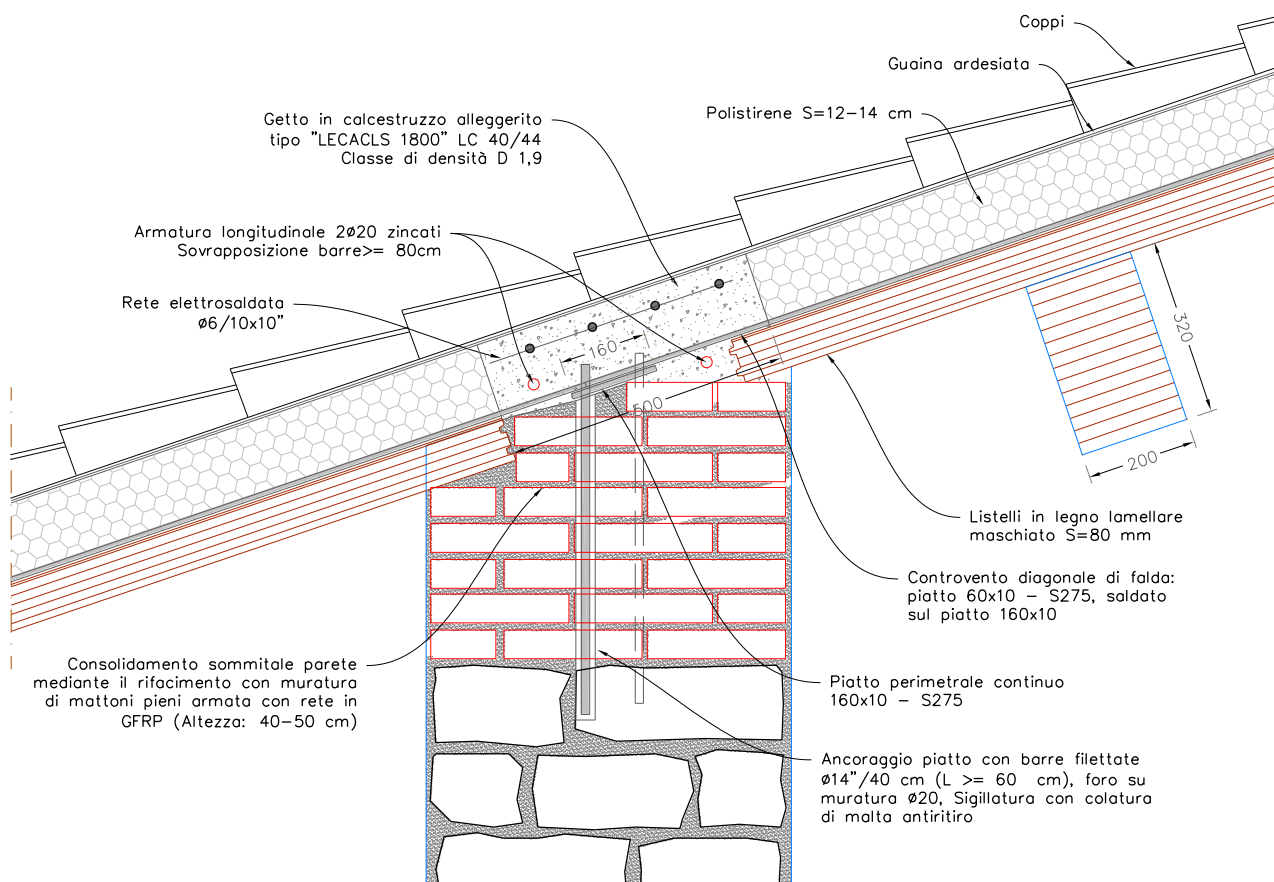 Coppi
Guaina ardesiata
Polistirene S=12-14 cm
Getto in calcestruzzo alleggerito
tipo "LECACLS 1800" LC 40/44
Classe di densità D 1,9
Armatura longitudinale 2ø20 zincati
Sovrapposizione barre>= 80cm
Rete elettrosaldata
ø6/10x10"
160
500
320
200
Listelli in legno lamellare
maschiato S=80 mm
Controvento diagonale di falda:
piatto 60x10 - S275, saldato
sul piatto 160x10
Consolidamento sommitale parete
mediante il rifacimento con muratura
di mattoni pieni armata con rete in
GFRP (Altezza: 40-50 cm)
Piatto perimetrale continuo
160x10 - S275
Ancoraggio piatto con barre filettate
ø14"/40 cm (L >= 60 cm), foro su
muratura ø20, Sigillatura con colatura
di malta antiritiro